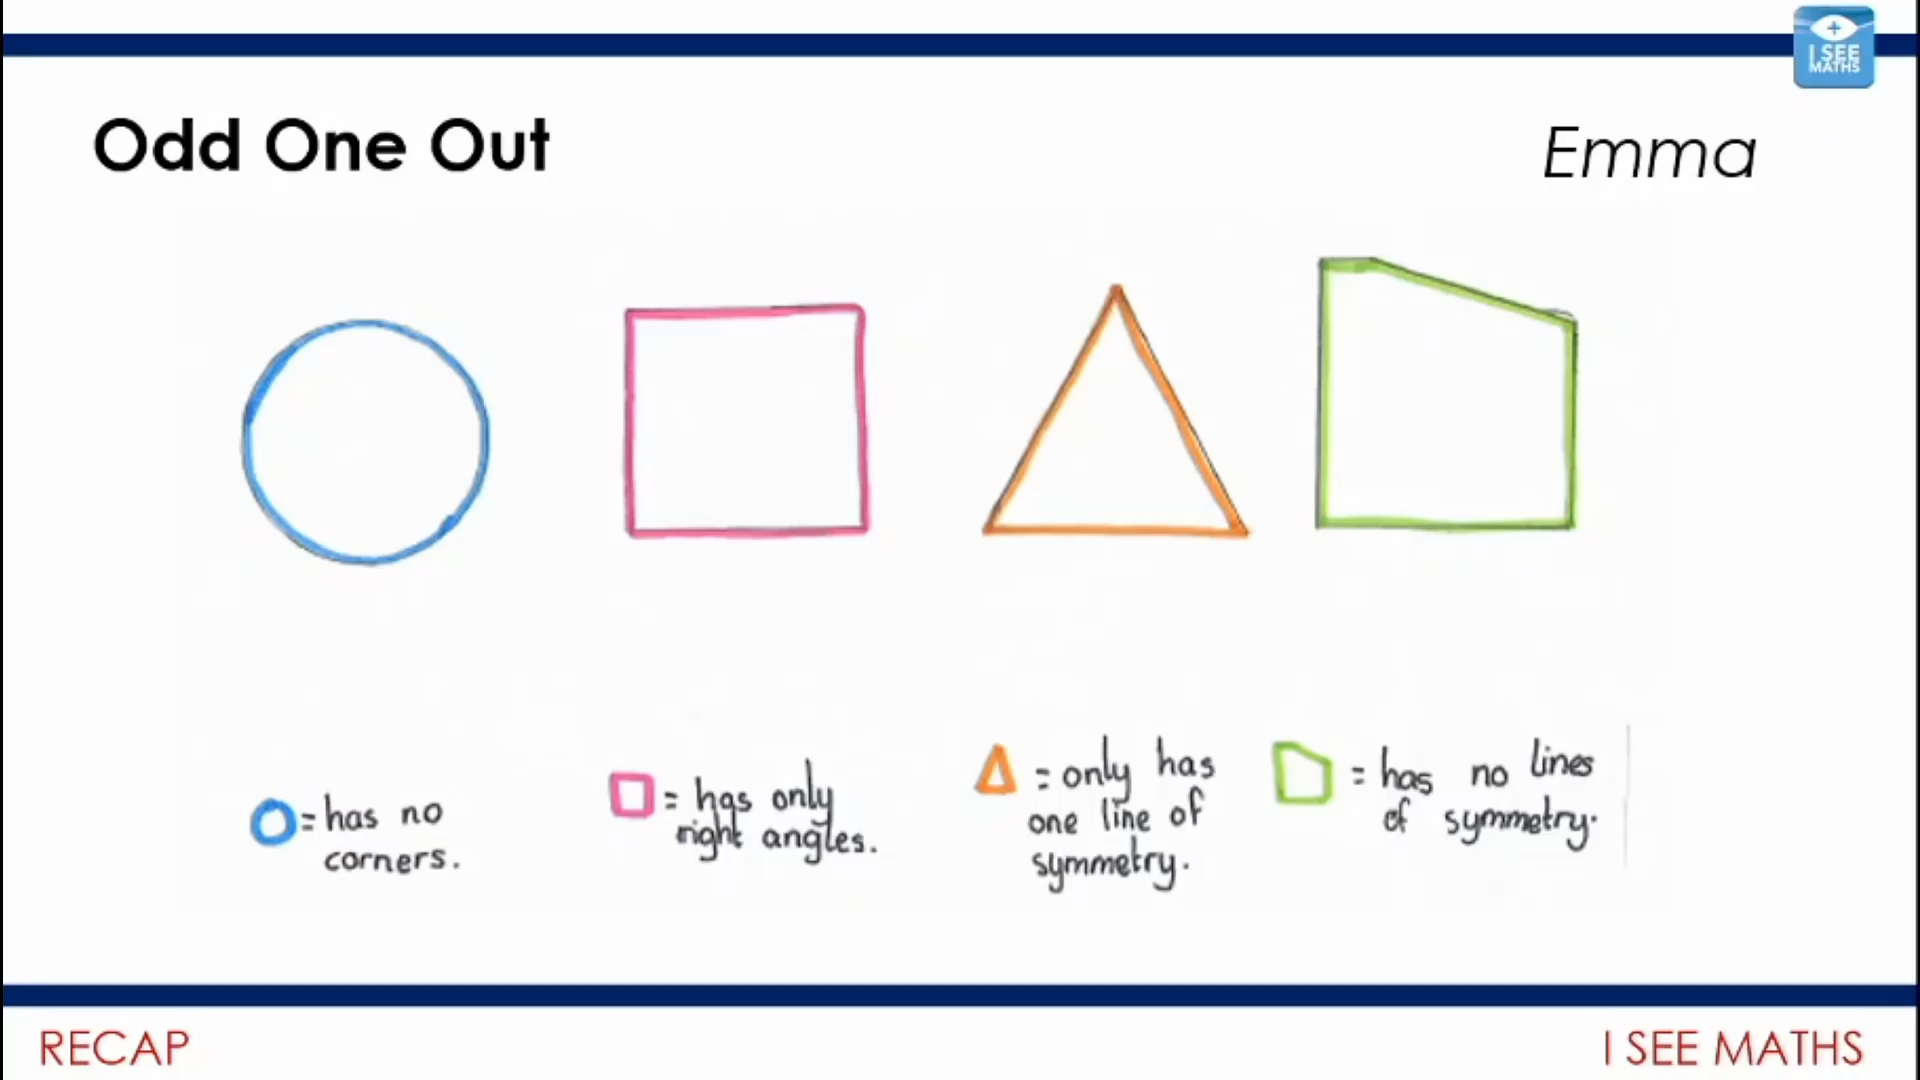 +
I SEE
MATHS
Odd One Out
Emma
= has no
corners.
= has only
right angles.
= only has
one line of
symmetry.
= has no lines
of symmetry.
RECAP
I SEE MATHS